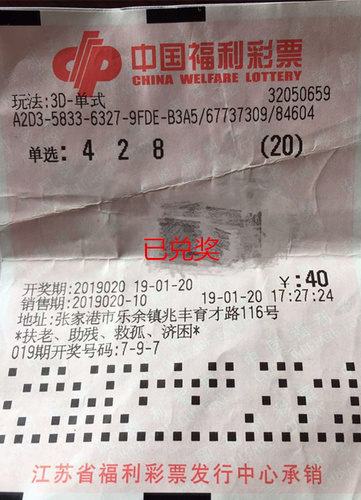 中国福利彩票
CHINA WELFARE LOTTERY
玩法:3D-单式 32050659
A2D3-5833-6327-9FDE-B3A5/67737309/84604
单选: 4 2 8 (20)
已兑奖
开奖期:2019020 19-01-20 ¥:40
销售期:2019020-10 19-01-20 17:27:24
地址:张家港市乐余镇兆丰育才路116号
*扶老、助残、救孤、济困*
019期开奖号码:7-9-7
江苏省福利彩票发行中心承销